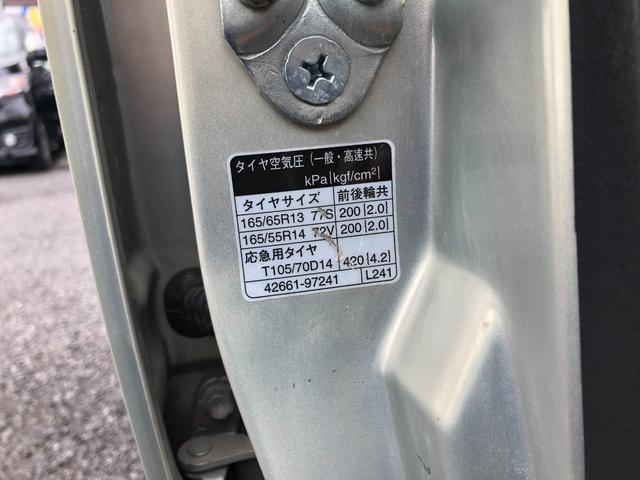 タイヤ空気圧 (一般・高速共)
kPa{kgf/cm²}
タイヤサイズ 前後輪共
165/65R13 77S 200{2.0}
165/55R14 72V 200{2.0}
応急用タイヤ
T105/70D14 420{4.2}
42661-97241 L241